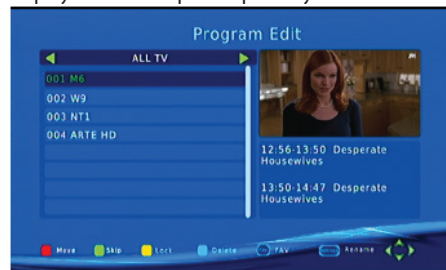 Program Edit
ALL TV
001 M6
002 W9
003 NT1
004 ARTE HD
12:56-13:50 Desperate
Housewives
13:50-14:47 Desperate
Housewives
Move Skip Lock Delete FAV Rename